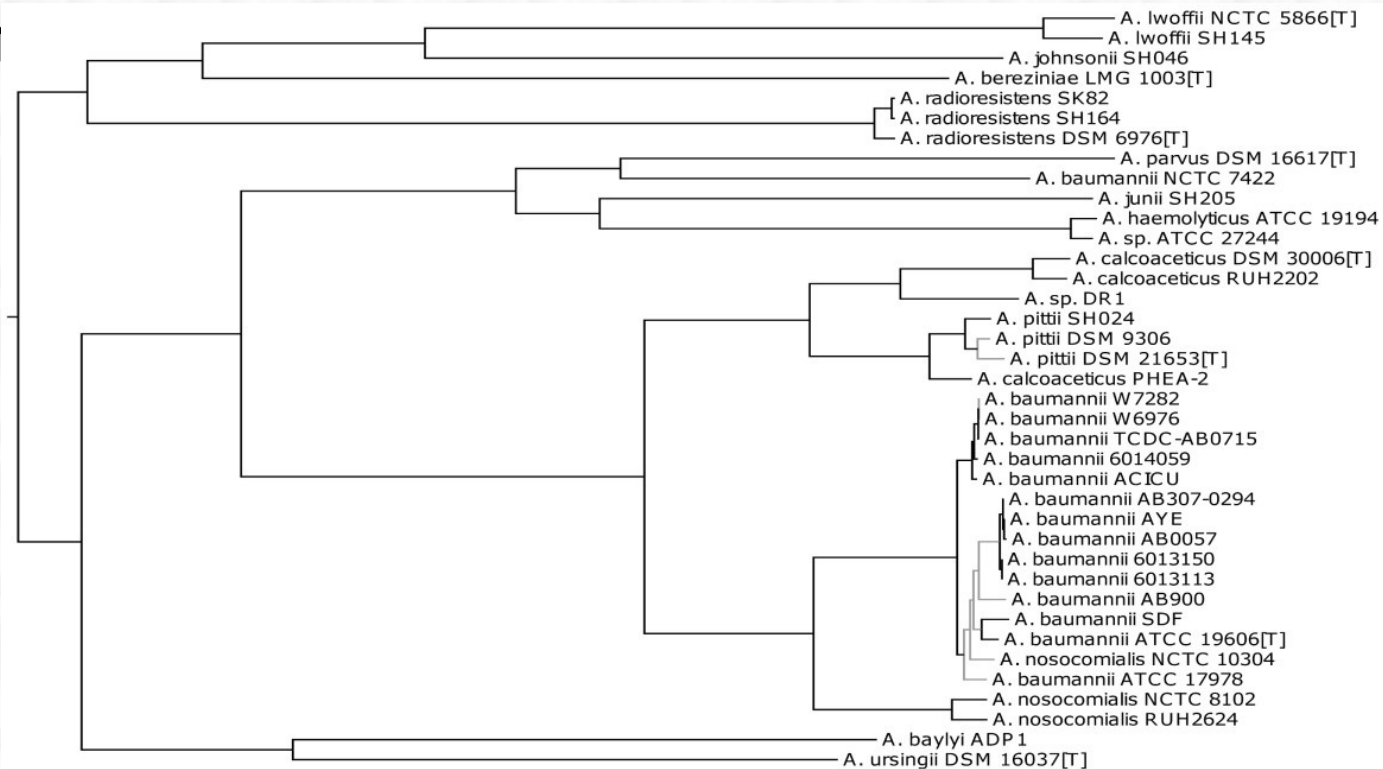 A. lwoffii NCTC 5866[T]
A. lwoffii SH145
A. johnsonii SH046
A. bereziniae LMG 1003[T]
A. radioresistens SK82
A. radioresistens SH164
A. radioresistens DSM 6976[T]
A. parvus DSM 16617[T]
A. baumannii NCTC 7422
A. junii SH205
A. haemolyticus ATCC 19194
A. sp. ATCC 27244
A. calcoaceticus DSM 30006[T]
A. calcoaceticus RUH2202
A. sp. DR1
A. pittii SH024
A. pittii DSM 9306
A. pittii DSM 21653[T]
A. calcoaceticus PHEA-2
A. baumannii W7282
A. baumannii W6976
A. baumannii TCDC-AB0715
A. baumannii 6014059
A. baumannii ACICU
A. baumannii AB307-0294
A. baumannii AYE
A. baumannii AB0057
A. baumannii 6013150
A. baumannii 6013113
A. baumannii AB900
A. baumannii SDF
A. baumannii ATCC 19606[T]
A. nosocomialis NCTC 10304
A. baumannii ATCC 17978
A. nosocomialis NCTC 8102
A. nosocomialis RUH2624
A. baylyi ADP1
A. ursingii DSM 16037[T]